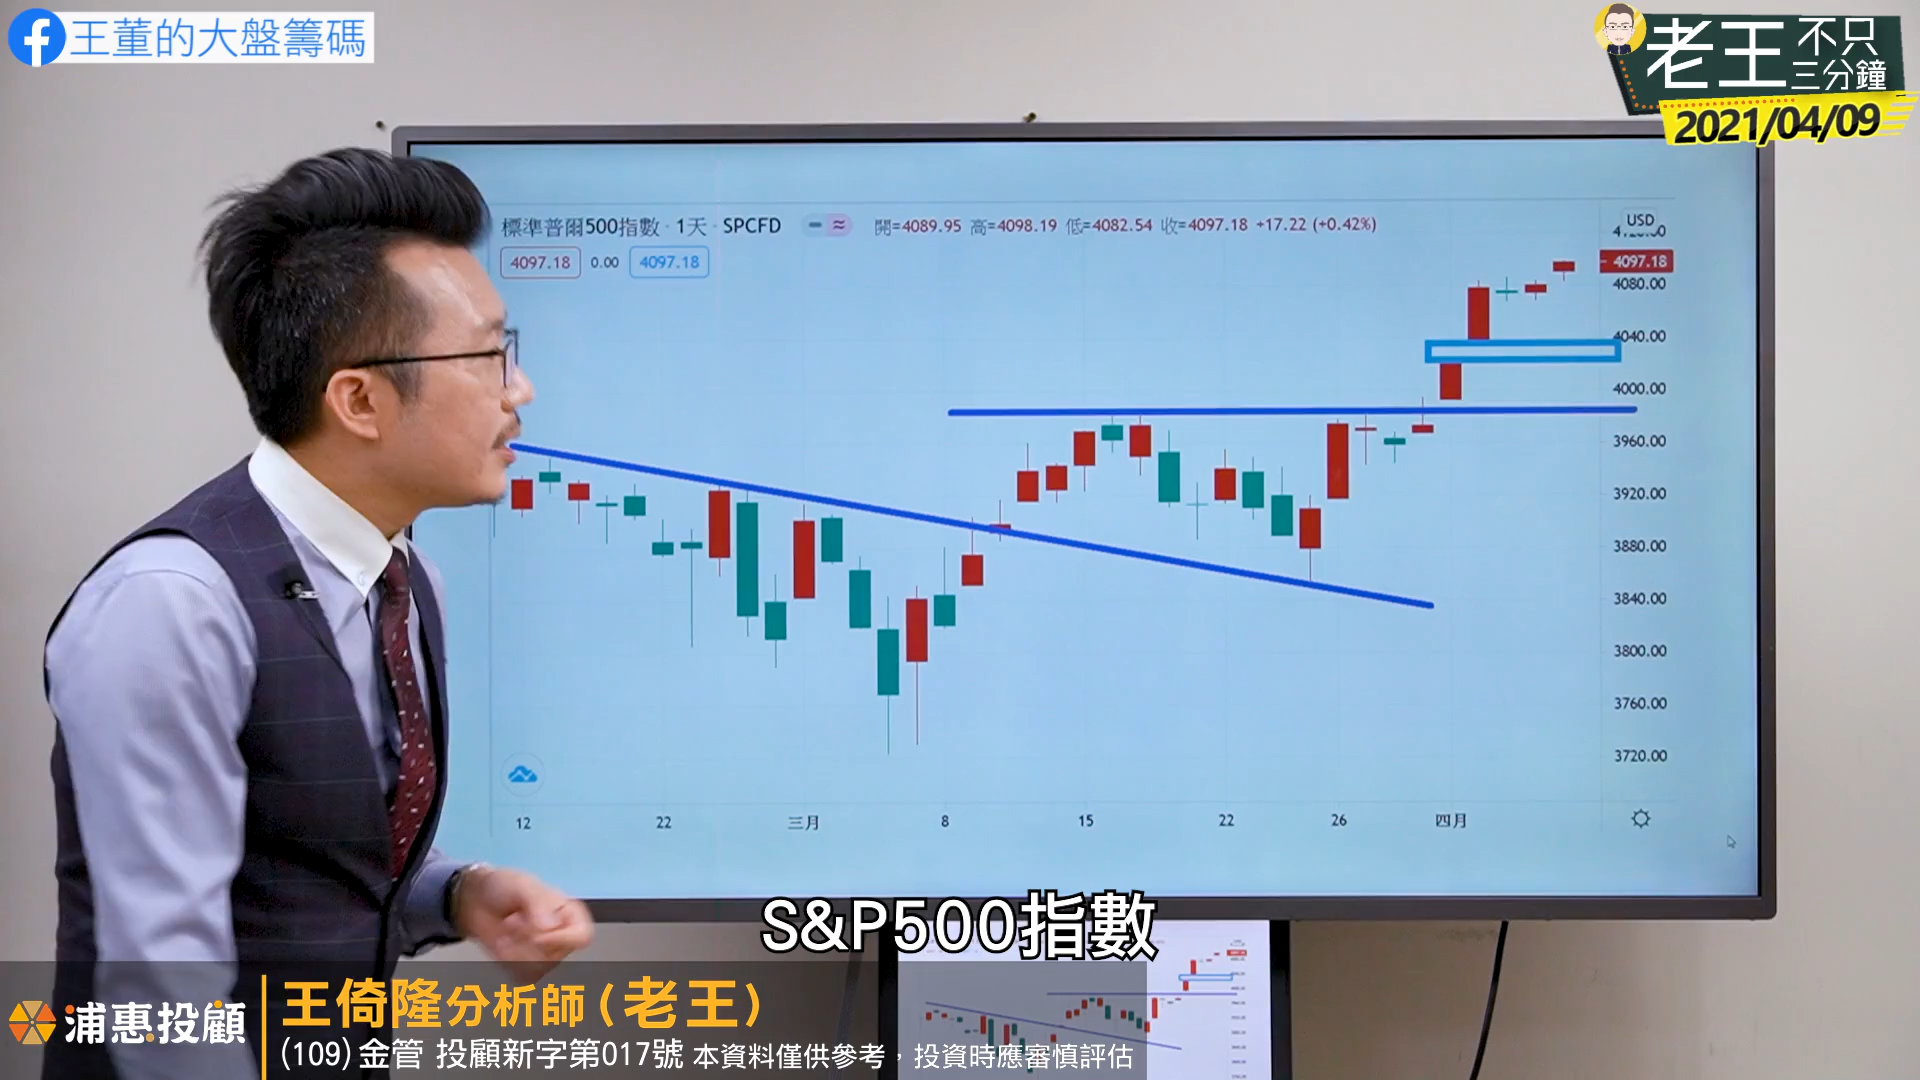 王董的大盤籌碼
老王不只三分鐘
2021/04/09
標準普爾500指數 · 1天 · SPCFD
開=4089.95 高=4098.19 低=4082.54 收=4097.18 +17.22 (+0.42%)
4097.18 0.00 4097.18
USD
4097.18
4080.00
4040.00
4000.00
3960.00
3920.00
3880.00
3840.00
3800.00
3760.00
3720.00
12 22 三月 8 15 22 26 四月
S&P500指數
浦惠投顧
王倚隆分析師(老王)
(109)金管 投顧新字第017號 本資料僅供參考，投資時應審慎評估